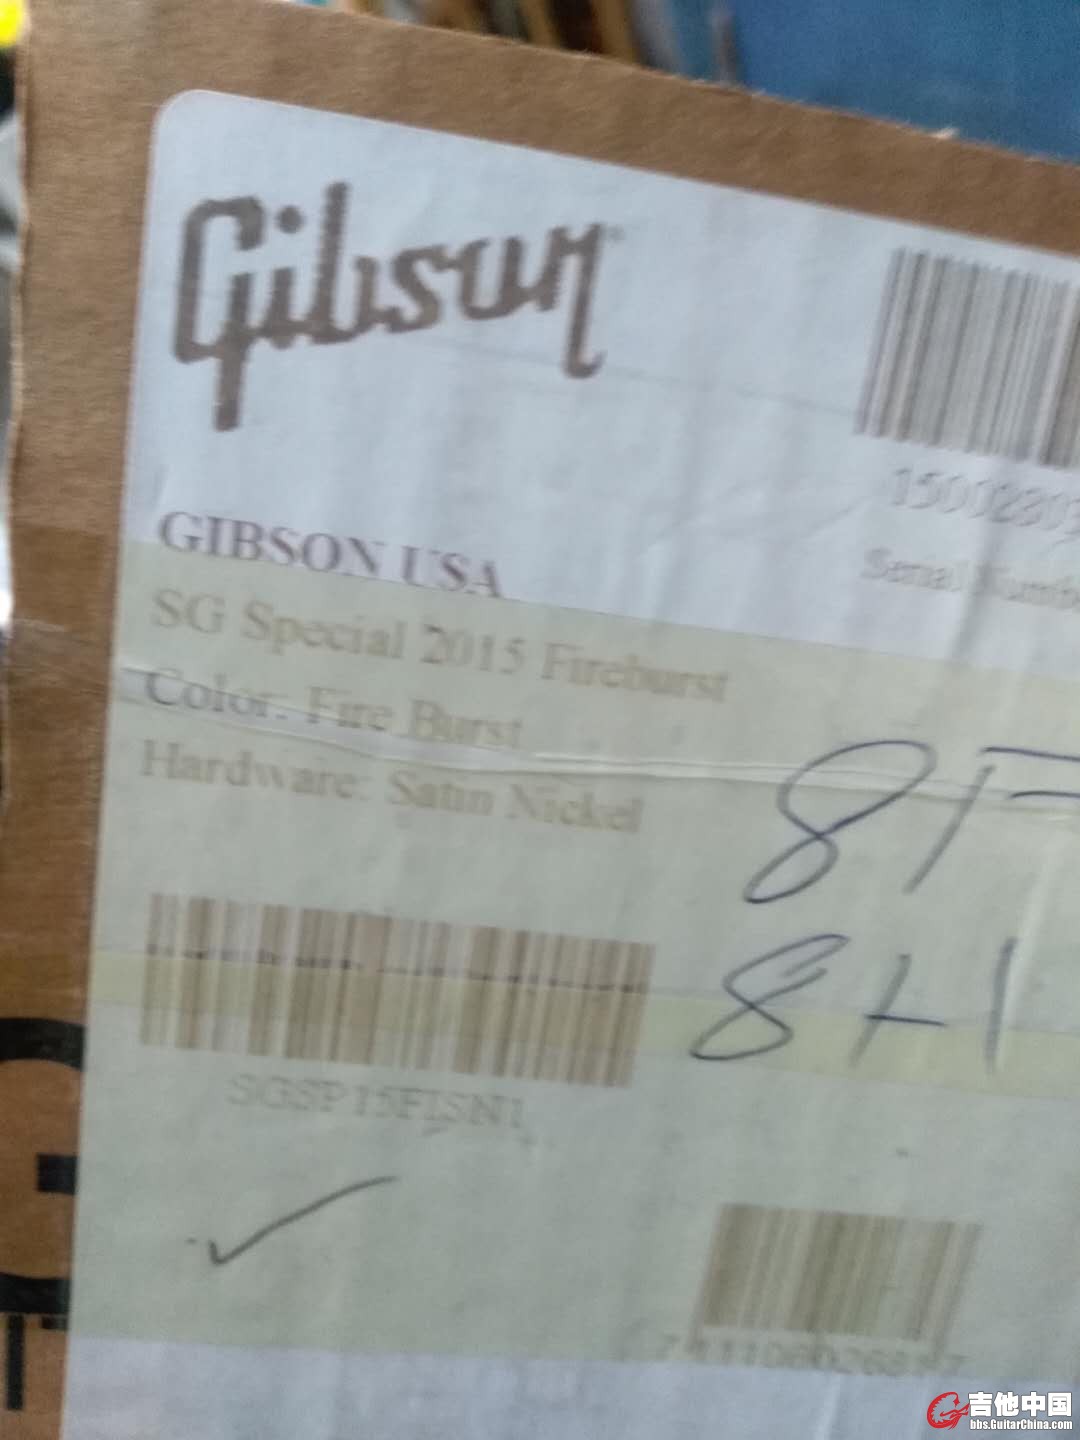 Gibson
GIBSON USA
SG Special 2015 Fireburst
Color: Fire Burst
Hardware: Satin Nickel
Serial
SGSP15FISN1
吉他中国
bbs.GuitarChina.com